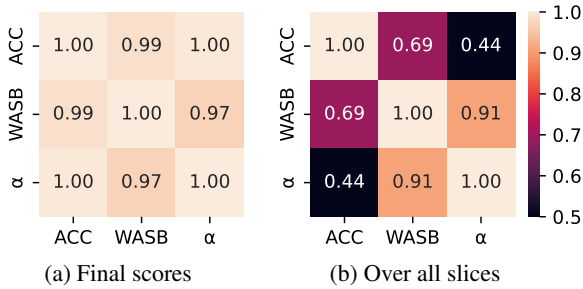 ACC 1.00 0.99 1.00
WASB 0.99 1.00 0.97
α 1.00 0.97 1.00
ACC WASB α
(a) Final scores
ACC 1.00 0.69 0.44
WASB 0.69 1.00 0.91
α 0.44 0.91 1.00
ACC WASB α
1.0
0.9
0.8
0.7
0.6
0.5
(b) Over all slices